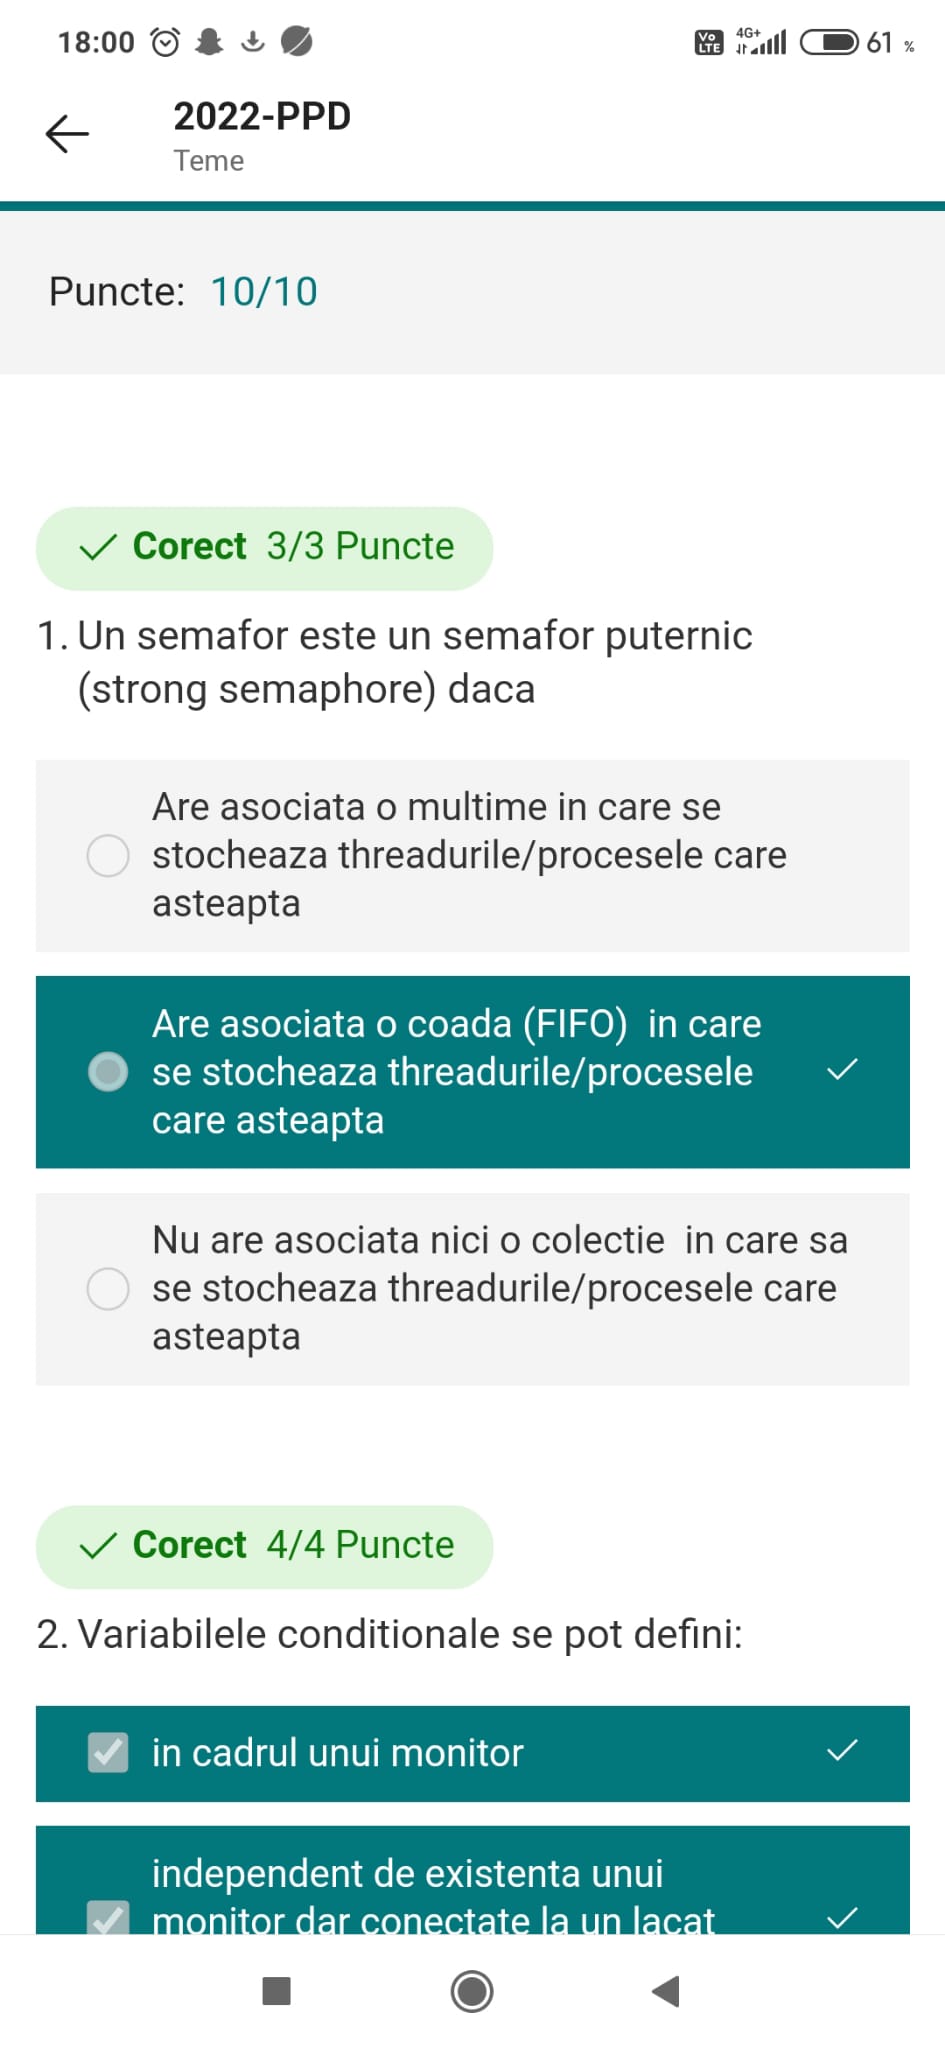 18:00
Vo LTE 4G+ 61 %
2022-PPD
Teme
Puncte: 10/10
Corect 3/3 Puncte
1. Un semafor este un semafor puternic
(strong semaphore) daca
Are asociata o multime in care se
stocheaza threadurile/procesele care
asteapta
Are asociata o coada (FIFO) in care
se stocheaza threadurile/procesele
care asteapta
Nu are asociata nici o colectie in care sa
se stocheaza threadurile/procesele care
asteapta
Corect 4/4 Puncte
2. Variabilele conditionale se pot defini:
in cadrul unui monitor
independent de existenta unui
monitor dar conectate la un lacat